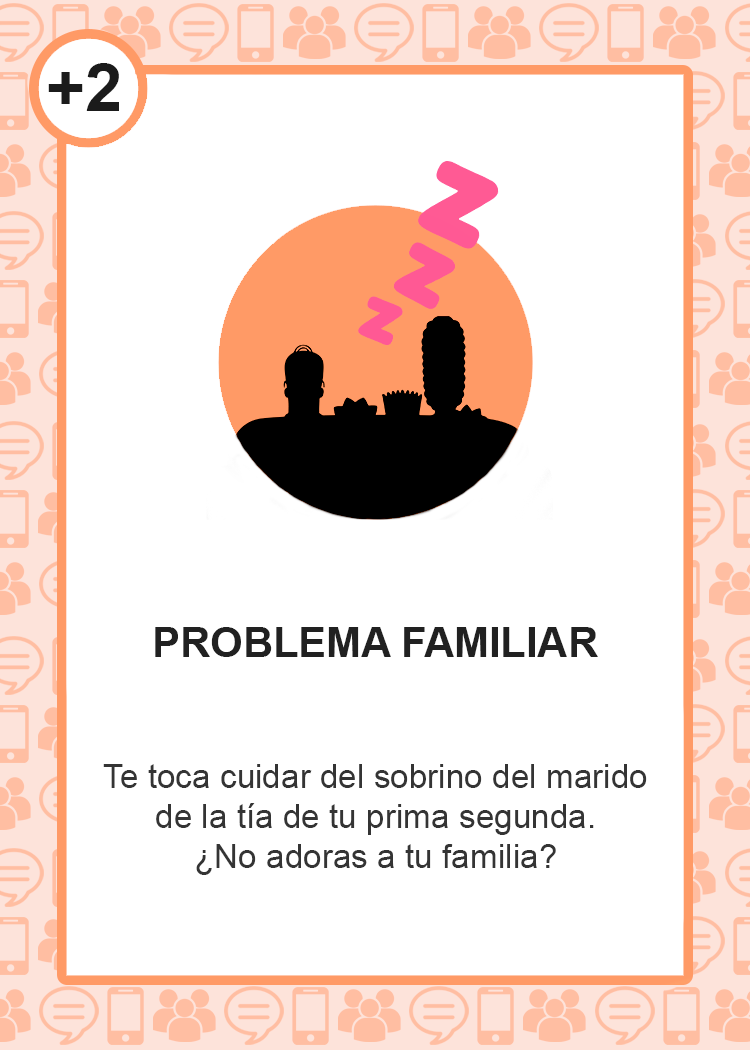 +2
Z
Z
Z
PROBLEMA FAMILIAR
Te toca cuidar del sobrino del marido
de la tía de tu prima segunda.
¿No adoras a tu familia?